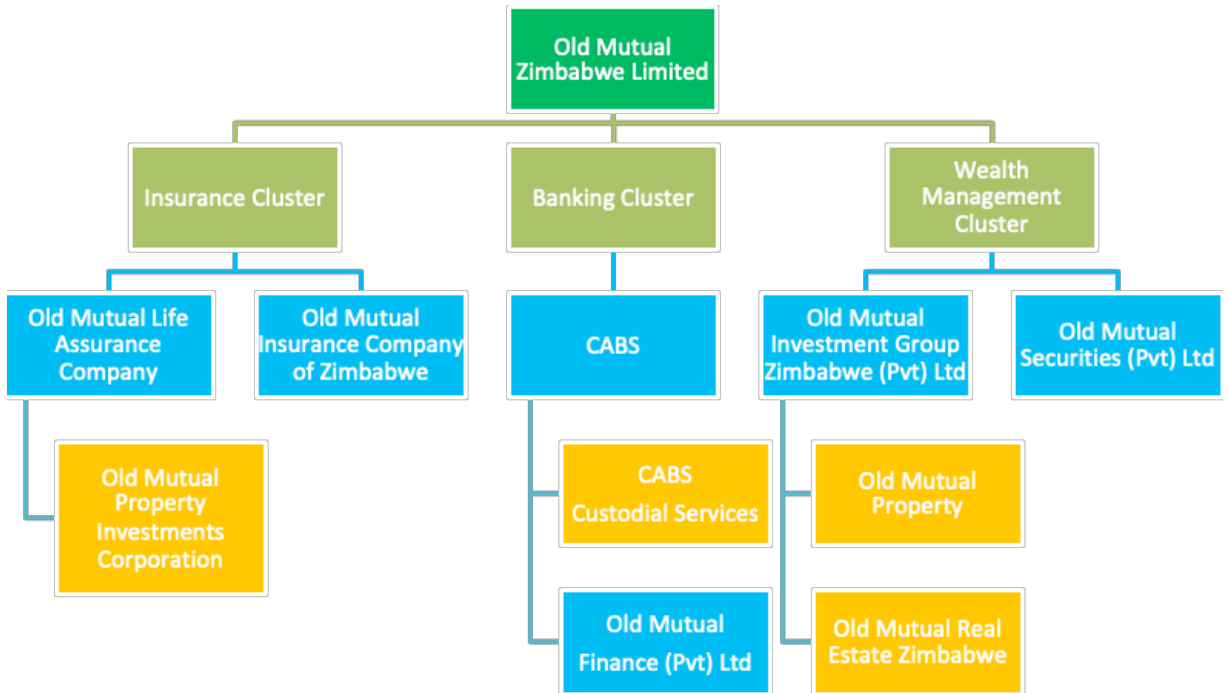 Old Mutual
Zimbabwe Limited
Insurance Cluster
Banking Cluster
Wealth
Management
Cluster
Old Mutual Life
Assurance
Company
Old Mutual
Insurance Company
of Zimbabwe
CABS
Old Mutual
Investment Group
Zimbabwe (Pvt) Ltd
Old Mutual
Securities (Pvt) Ltd
Old Mutual
Property
Investments
Corporation
CABS
Custodial Services
Old Mutual
Property
Old Mutual
Finance (Pvt) Ltd
Old Mutual Real
Estate Zimbabwe